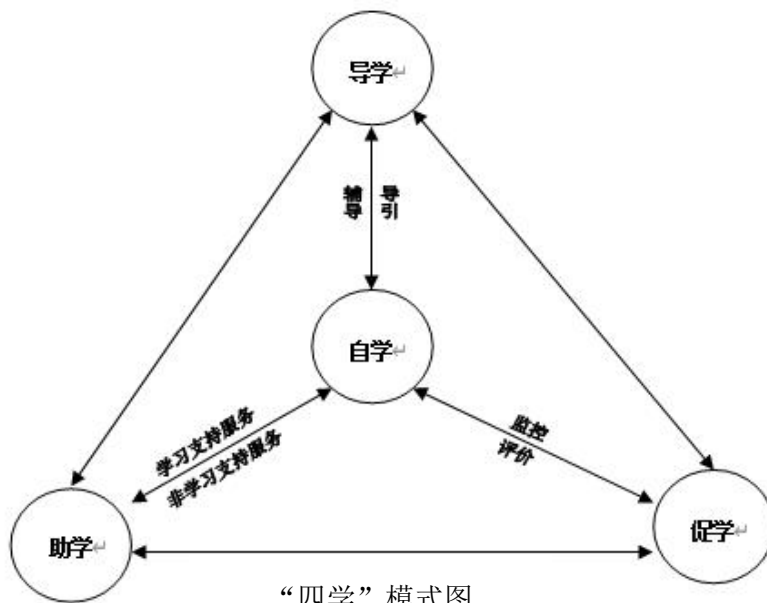 导学
辅导
导引
自学
学习支持服务
非学习支持服务
监控
评价
助学
促学
“四学”模式图